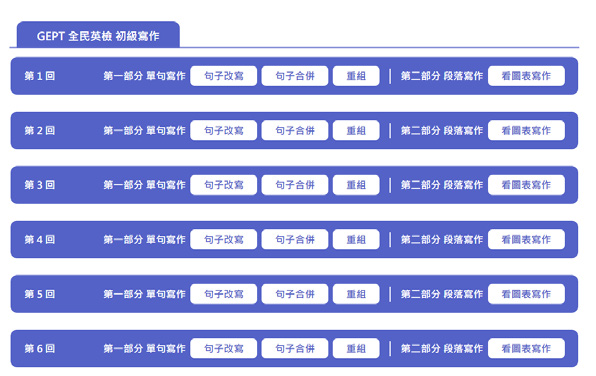 GEPT 全民英檢 初級寫作
第 1 回 第一部分 單句寫作 句子改寫 句子合併 重組 | 第二部分 段落寫作 看圖表寫作
第 2 回 第一部分 單句寫作 句子改寫 句子合併 重組 | 第二部分 段落寫作 看圖表寫作
第 3 回 第一部分 單句寫作 句子改寫 句子合併 重組 | 第二部分 段落寫作 看圖表寫作
第 4 回 第一部分 單句寫作 句子改寫 句子合併 重組 | 第二部分 段落寫作 看圖表寫作
第 5 回 第一部分 單句寫作 句子改寫 句子合併 重組 | 第二部分 段落寫作 看圖表寫作
第 6 回 第一部分 單句寫作 句子改寫 句子合併 重組 | 第二部分 段落寫作 看圖表寫作